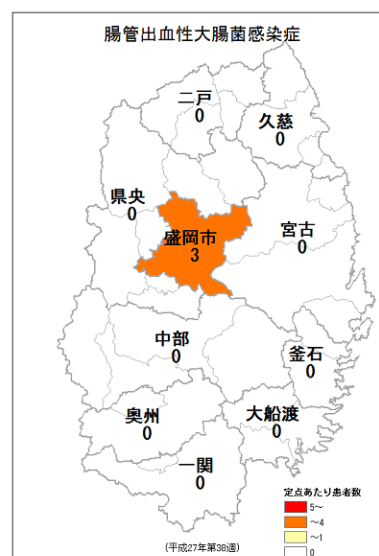 腸管出血性大腸菌感染症
二戸
0
久慈
0
県央
0
盛岡市
3
宮古
0
中部
0
釜石
0
奥州
0
大船渡
0
一関
0
定点あたり患者数
5～
～4
～1
0
(平成27年第38週)